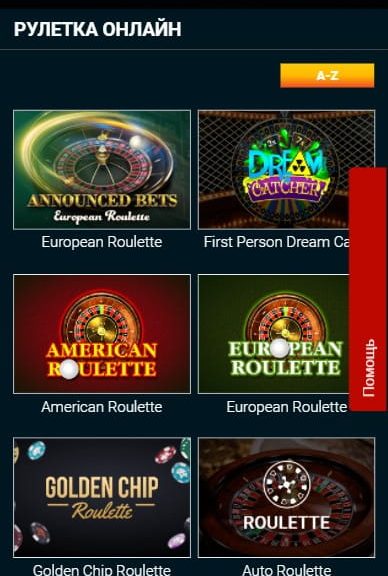 РУЛЕТКА ОНЛАЙН
A-Z
ANNOUNCED BETS
European Roulette
European Roulette
DREAM
CATCHER
First Person Dream Ca
AMERICAN
ROULETTE
American Roulette
EUROPEAN
ROULETTE
European Roulette
Помощь
GOLDEN CHIP
Roulette
Golden Chip Roulette
ROULETTE
Auto Roulette